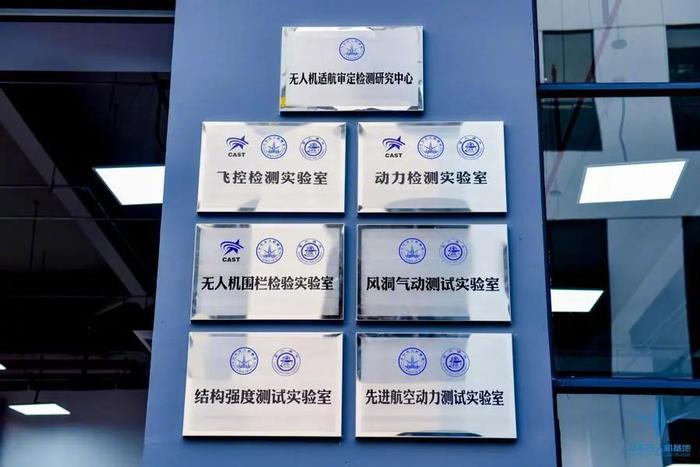 无人机适航审定检测研究中心
CAST
飞控检测实验室
CAST
动力检测实验室
CAST
无人机围栏检验实验室
风洞气动测试实验室
结构强度测试实验室
先进航空动力测试实验室